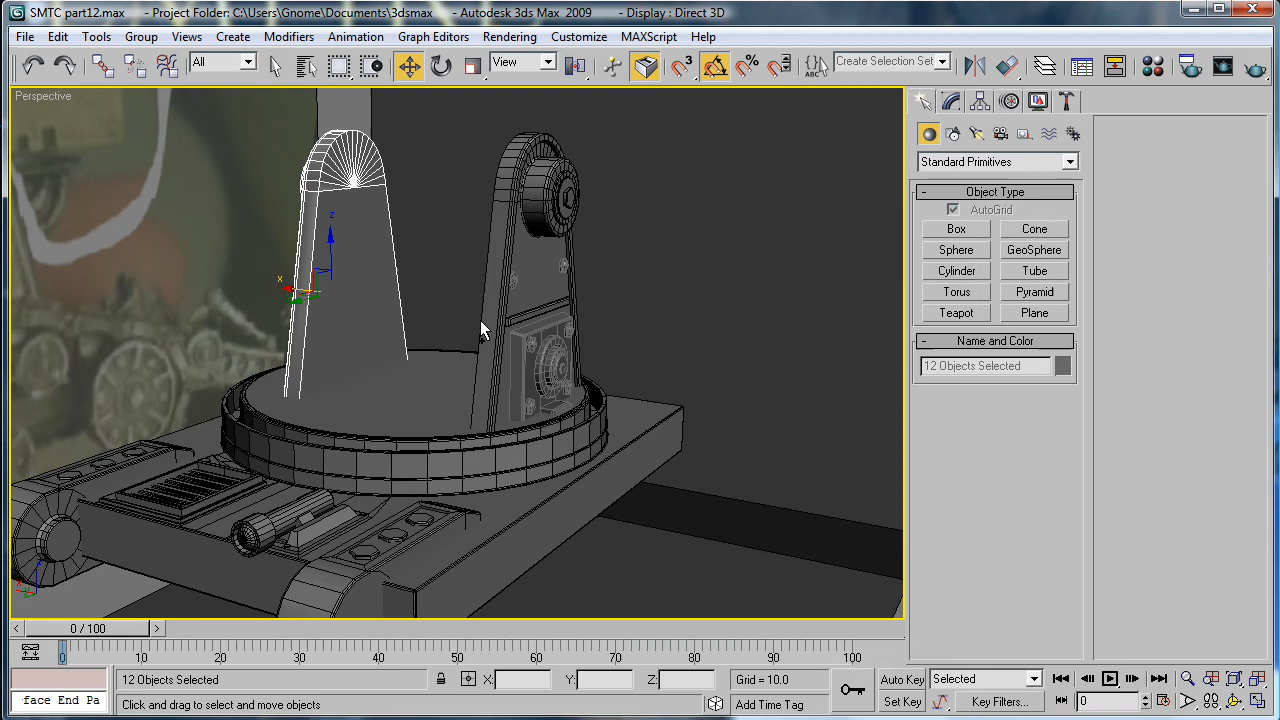 SMTC part12.max - Project Folder: C:\Users\Gnome\Documents\3dsmax - Autodesk 3ds Max 2009 - Display : Direct 3D
File Edit Tools Group Views Create Modifiers Animation Graph Editors Rendering Customize MAXScript Help
All View 3 % ABC Create Selection Set
Perspective
z
x
Standard Primitives
- Object Type
AutoGrid
Box Cone
Sphere GeoSphere
Cylinder Tube
Torus Pyramid
Teapot Plane
- Name and Color
12 Objects Selected
< 0 / 100 >
0 10 20 30 40 50 60 70 80 90 100
12 Objects Selected X: Y: Z: Grid = 10.0 Auto Key Selected
face End Pa Click and drag to select and move objects Add Time Tag Set Key Key Filters... 0